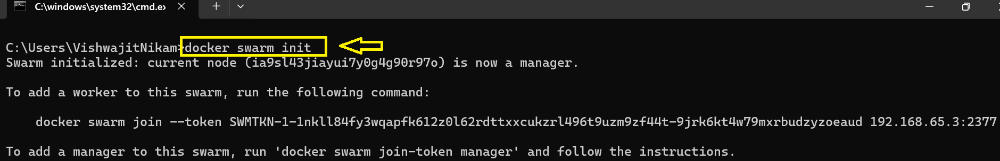 C:\windows\system32\cmd.ex
C:\Users\VishwajitNikam>docker swarm init
Swarm initialized: current node (ia9sl43jiayui7y0g4g90r97o) is now a manager.
To add a worker to this swarm, run the following command:
docker swarm join --token SWMTKN-1-1nkll84fy3wqapfk612z0l62rdttxxcukzrl496t9uzm9zf44t-9jrk6kt4w79mxrbudzyzoeaud 192.168.65.3:2377
To add a manager to this swarm, run 'docker swarm join-token manager' and follow the instructions.